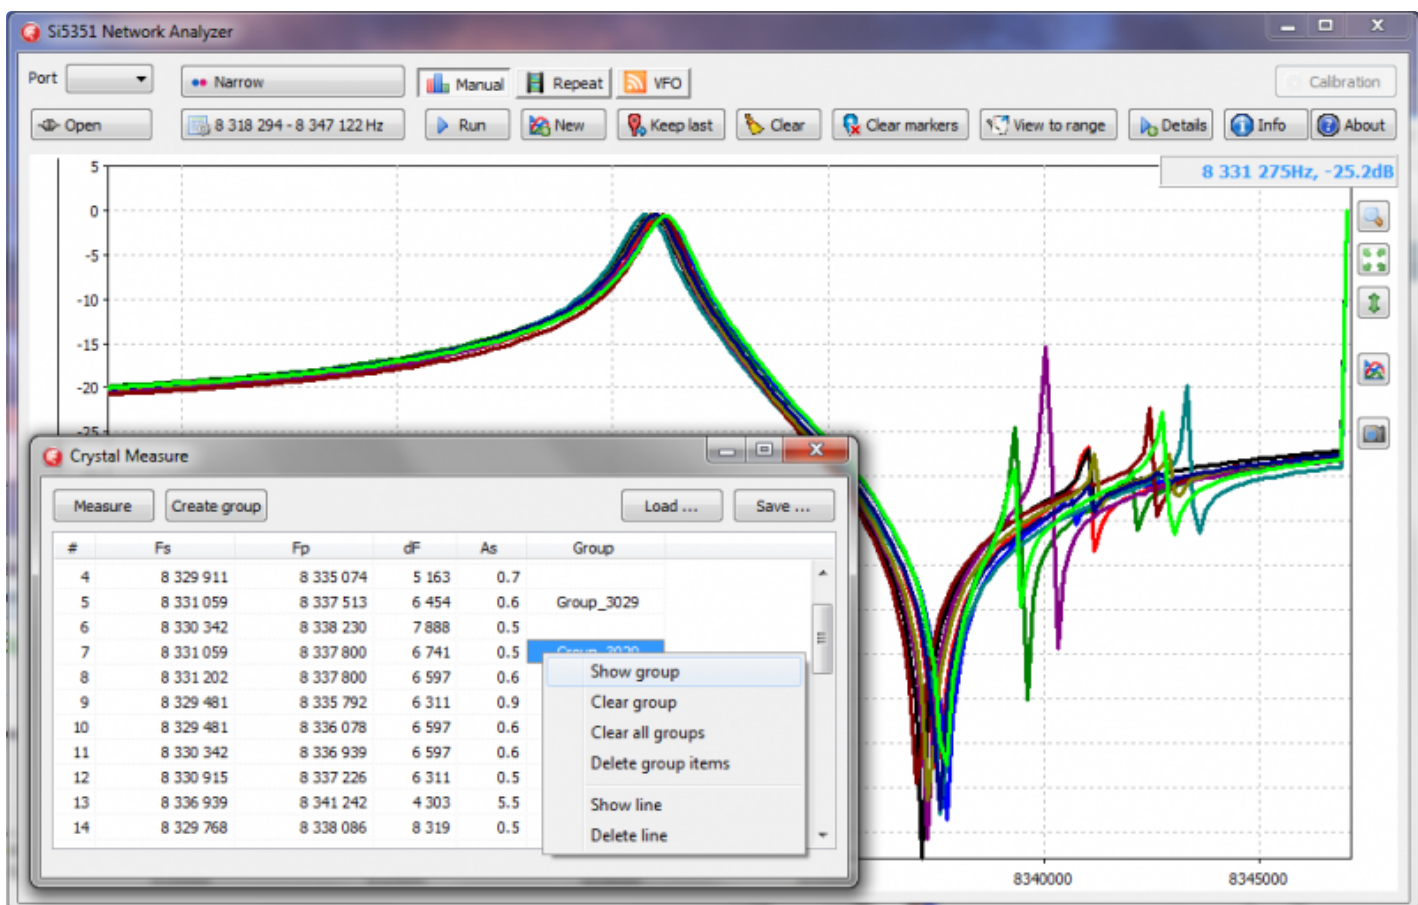 Si5351 Network Analyzer
Port Narrow Manual Repeat VFO Calibration
Open 8 318 294 - 8 347 122 Hz Run New Keep last Clear Clear markers View to range Details Info About
8 331 275Hz, -25.2dB
5
0
-5
-10
-15
-20
-25
Crystal Measure
Measure Create group Load ... Save ...
# Fs Fp dF As Group
4 8 329 911 8 335 074 5 163 0.7
5 8 331 059 8 337 513 6 454 0.6 Group_3029
6 8 330 342 8 338 230 7 888 0.5
7 8 331 059 8 337 800 6 741 0.5
8 8 331 202 8 337 800 6 597 0.6
9 8 329 481 8 335 792 6 311 0.9
10 8 329 481 8 336 078 6 597 0.6
11 8 330 342 8 336 939 6 597 0.6
12 8 330 915 8 337 226 6 311 0.5
13 8 336 939 8 341 242 4 303 5.5
14 8 329 768 8 338 086 8 319 0.5
Show group
Clear group
Clear all groups
Delete group items
Show line
Delete line
8340000 8345000